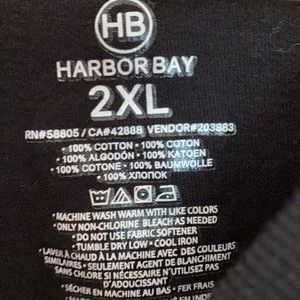 HB
HARBOR BAY
2XL
RN#58805 / CA#42888 VENDOR#203883
• 100% COTTON • 100% COTON
• 100% ALGODÓN • 100% KATOEN
• 100% COTONE • 100% BAUMWOLLE
• 100% ХЛОПОК
• MACHINE WASH WARM WITH LIKE COLORS
• ONLY NON-CHLORINE BLEACH AS NEEDED
• DO NOT USE FABRIC SOFTENER
• TUMBLE DRY LOW • COOL IRON
• LAVER À CHAUD À LA MACHINE AVEC DES COULEURS
SIMILAIRES • SEULEMENT AGENT DE BLANCHIMENT
SANS CHLORE SI NÉCESSAIRE N'UTILISER PAS
D'ADOUCISSANT
• SÉCHER EN MACHINE AU BAS • FER FRAIS